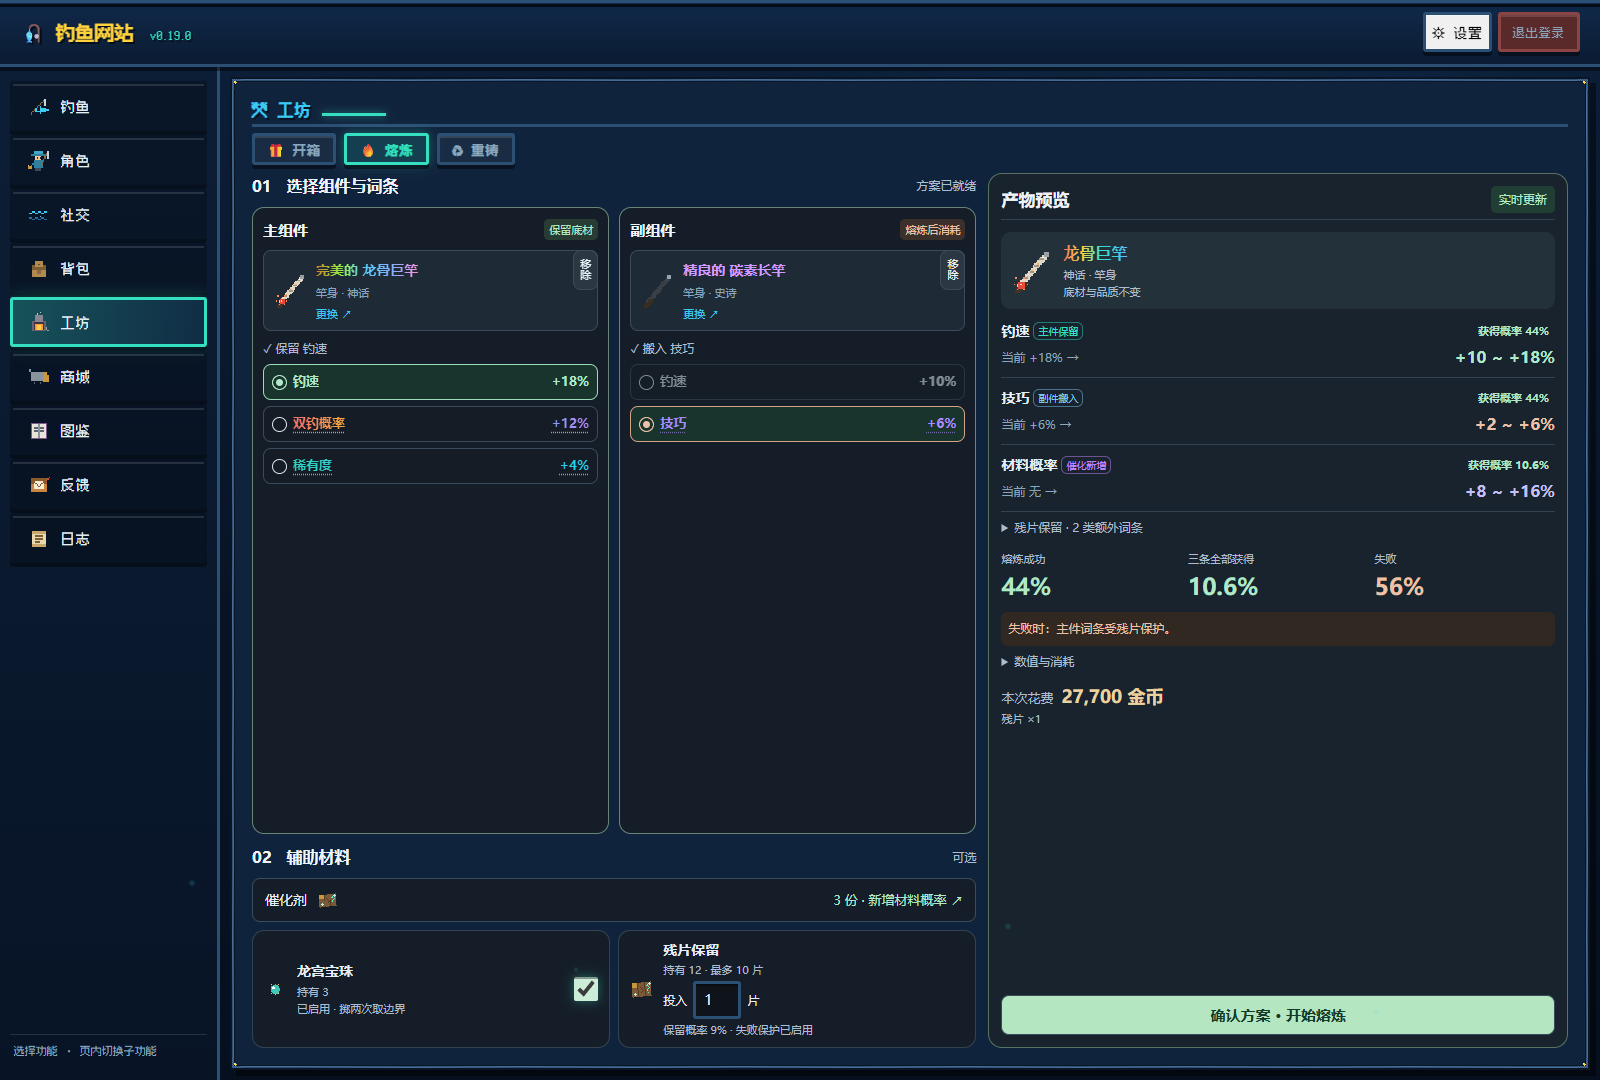 钓鱼网站 v0.19.0
设置
退出登录
钓鱼
角色
社交
背包
工坊
商城
图鉴
反馈
日志
选择功能 · 页内切换子功能
工坊
开箱
熔炼
重铸
01 选择组件与词条
方案已就绪
主组件
保留底材
完美的 龙骨巨竿
竿身 · 神话
更换 ↗
移除
✓ 保留 钓速
钓速 +18%
双钓概率 +12%
稀有度 +4%
副组件
熔炼后消耗
精良的 碳素长竿
竿身 · 史诗
更换 ↗
移除
✓ 搬入 技巧
钓速 +10%
技巧 +6%
02 辅助材料
可选
催化剂
3 份 · 新增材料概率 ↗
龙宫宝珠
持有 3
已启用 · 掷两次取边界
残片保留
持有 12 · 最多 10 片
投入 1 片
保留概率 9% · 失败保护已启用
产物预览
实时更新
龙骨巨竿
神话 · 竿身
底材与品质不变
钓速 主件保留 获得概率 44%
当前 +18% → +10 ~ +18%
技巧 副件搬入 获得概率 44%
当前 +6% → +2 ~ +6%
材料概率 催化新增 获得概率 10.6%
当前 无 → +8 ~ +16%
▶ 残片保留 · 2 类额外词条
熔炼成功 三条全部获得 失败
44% 10.6% 56%
失败时：主件词条受残片保护。
▶ 数值与消耗
本次花费 27,700 金币
残片 ×1
确认方案 · 开始熔炼